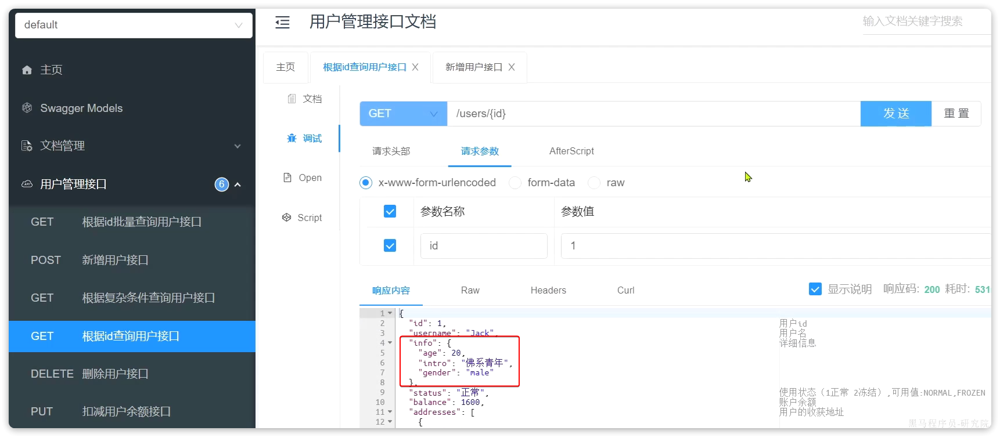 default
用户管理接口文档
输入文档关键字搜索
主页
Swagger Models
文档管理
用户管理接口
6
GET 根据id批量查询用户接口
POST 新增用户接口
GET 根据复杂条件查询用户接口
GET 根据id查询用户接口
DELETE 删除用户接口
PUT 扣减用户余额接口
主页
根据id查询用户接口 X
新增用户接口 X
文档
调试
Open
Script
GET /users/{id}
发 送
重 置
请求头部
请求参数
AfterScript
x-www-form-urlencoded form-data raw
参数名称 参数值
id 1
响应内容 Raw Headers Curl
显示说明 响应码: 200 耗时: 531
1 {
2 "id": 1, 用户id
3 "username": "Jack", 用户名
4 "info": { 详细信息
5 "age": 20,
6 "intro": "佛系青年",
7 "gender": "male"
8 },
9 "status": "正常", 使用状态（1正常 2冻结）,可用值:NORMAL,FROZEN
10 "balance": 1600, 账户余额
11 "addresses": [ 用户的收获地址
12 {
黑马程序员-研究院